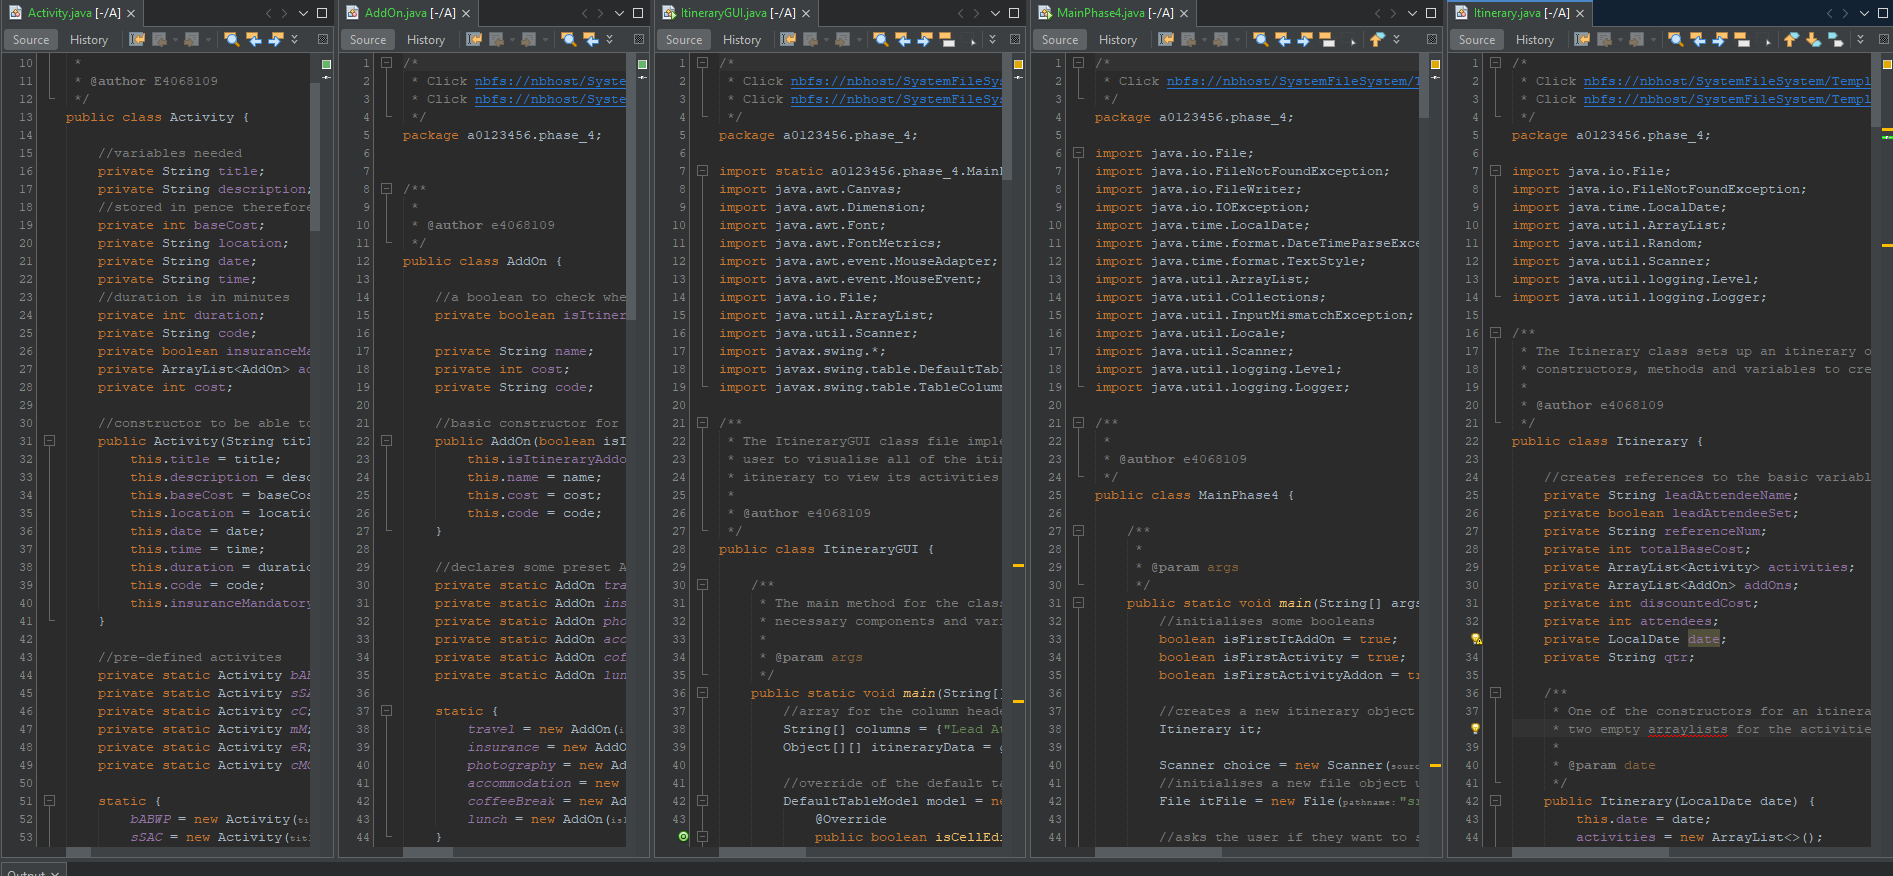 Activity.java [-/A]
Source History
10 *
11 * @author E4068109
12 */
13 public class Activity {
14
15 //variables needed
16 private String title;
17 private String description;
18 //stored in pence therefore
19 private int baseCost;
20 private String location;
21 private String date;
22 private String time;
23 //duration is in minutes
24 private int duration;
25 private String code;
26 private boolean insuranceMa
27 private ArrayList<AddOn> ad
28 private int cost;
29
30 //constructor to be able to
31 public Activity(String titl
32 this.title = title;
33 this.description = desc
34 this.baseCost = baseCos
35 this.location = locatio
36 this.date = date;
37 this.time = time;
38 this.duration = duratio
39 this.code = code;
40 this.insuranceMandatory
41 }
42
43 //pre-defined activites
44 private static Activity bAB
45 private static Activity sSA
46 private static Activity cC;
47 private static Activity mM;
48 private static Activity eR;
49 private static Activity cMC
50
51 static {
52 bABWP = new Activity(tit
53 sSAC = new Activity(titl
AddOn.java [-/A]
Source History
1 /*
2 * Click nbfs://nbhost/Syste
3 * Click nbfs://nbhost/Syste
4 */
5 package a0123456.phase_4;
6
7
8 /**
9 *
10 * @author e4068109
11 */
12 public class AddOn {
13
14 //a boolean to check whe
15 private boolean isItiner
16
17 private String name;
18 private int cost;
19 private String code;
20
21 //basic constructor for
22 public AddOn(boolean isI
23 this.isItineraryAddo
24 this.name = name;
25 this.cost = cost;
26 this.code = code;
27 }
28
29 //declares some preset A
30 private static AddOn tra
31 private static AddOn ins
32 private static AddOn pho
33 private static AddOn acc
34 private static AddOn cof
35 private static AddOn lun
36
37 static {
38 travel = new AddOn(i
39 insurance = new AddO
40 photography = new Ad
41 accommodation = new
42 coffeeBreak = new Ad
43 lunch = new AddOn(isI
44 }
ItineraryGUI.java [-/A]
Source History
1 /*
2 * Click nbfs://nbhost/SystemFileSys
3 * Click nbfs://nbhost/SystemFileSys
4 */
5 package a0123456.phase_4;
6
7 import static a0123456.phase_4.MainP
8 import java.awt.Canvas;
9 import java.awt.Dimension;
10 import java.awt.Font;
11 import java.awt.FontMetrics;
12 import java.awt.event.MouseAdapter;
13 import java.awt.event.MouseEvent;
14 import java.io.File;
15 import java.util.ArrayList;
16 import java.util.Scanner;
17 import javax.swing.*;
18 import javax.swing.table.DefaultTabl
19 import javax.swing.table.TableColumn
20
21 /**
22 * The ItineraryGUI class file imple
23 * user to visualise all of the itin
24 * itinerary to view its activities
25 *
26 * @author e4068109
27 */
28 public class ItineraryGUI {
29
30 /**
31 * The main method for the class
32 * necessary components and vari
33 *
34 * @param args
35 */
36 public static void main(String[]
37 //array for the column heade
38 String[] columns = {"Lead At
39 Object[][] itineraryData = g
40
41 //override of the default ta
42 DefaultTableModel model = ne
43 @Override
public boolean isCellEdi
MainPhase4.java [-/A]
Source History
1 /*
2 * Click nbfs://nbhost/SystemFileSystem/T
3 */
4 package a0123456.phase_4;
5
6 import java.io.File;
7 import java.io.FileNotFoundException;
8 import java.io.FileWriter;
9 import java.io.IOException;
10 import java.time.LocalDate;
11 import java.time.format.DateTimeParseExce
12 import java.time.format.TextStyle;
13 import java.util.ArrayList;
14 import java.util.Collections;
15 import java.util.InputMismatchException;
16 import java.util.Locale;
17 import java.util.Scanner;
18 import java.util.logging.Level;
19 import java.util.logging.Logger;
20
21 /**
22 *
23 * @author e4068109
24 */
25 public class MainPhase4 {
26
27 /**
28 *
29 * @param args
30 */
31 public static void main(String[] args
32 //initialises some booleans
33 boolean isFirstItAddOn = true;
34 boolean isFirstActivity = true;
35 boolean isFirstActivityAddon = tr
36
37 //creates a new itinerary object
38 Itinerary it;
39
40 Scanner choice = new Scanner(source
41 //initialises a new file object u
42 File itFile = new File(pathname: "sr
43
44 //asks the user if they want to s
Itinerary.java [-/A]
Source History
1 /*
2 * Click nbfs://nbhost/SystemFileSystem/Templ
3 * Click nbfs://nbhost/SystemFileSystem/Templ
4 */
5 package a0123456.phase_4;
6
7 import java.io.File;
8 import java.io.FileNotFoundException;
9 import java.time.LocalDate;
10 import java.util.ArrayList;
11 import java.util.Random;
12 import java.util.Scanner;
13 import java.util.logging.Level;
14 import java.util.logging.Logger;
15
16 /**
17 * The Itinerary class sets up an itinerary o
18 * constructors, methods and variables to cre
19 *
20 * @author e4068109
21 */
22 public class Itinerary {
23
24 //creates references to the basic variabl
25 private String leadAttendeeName;
26 private boolean leadAttendeeSet;
27 private String referenceNum;
28 private int totalBaseCost;
29 private ArrayList<Activity> activities;
30 private ArrayList<AddOn> addOns;
31 private int discountedCost;
32 private int attendees;
private LocalDate date;
34 private String qtr;
35
36 /**
37 * One of the constructors for an itinera
* two empty arraylists for the activitie
39 *
40 * @param date
41 */
42 public Itinerary(LocalDate date) {
43 this.date = date;
44 activities = new ArrayList<>();
Output